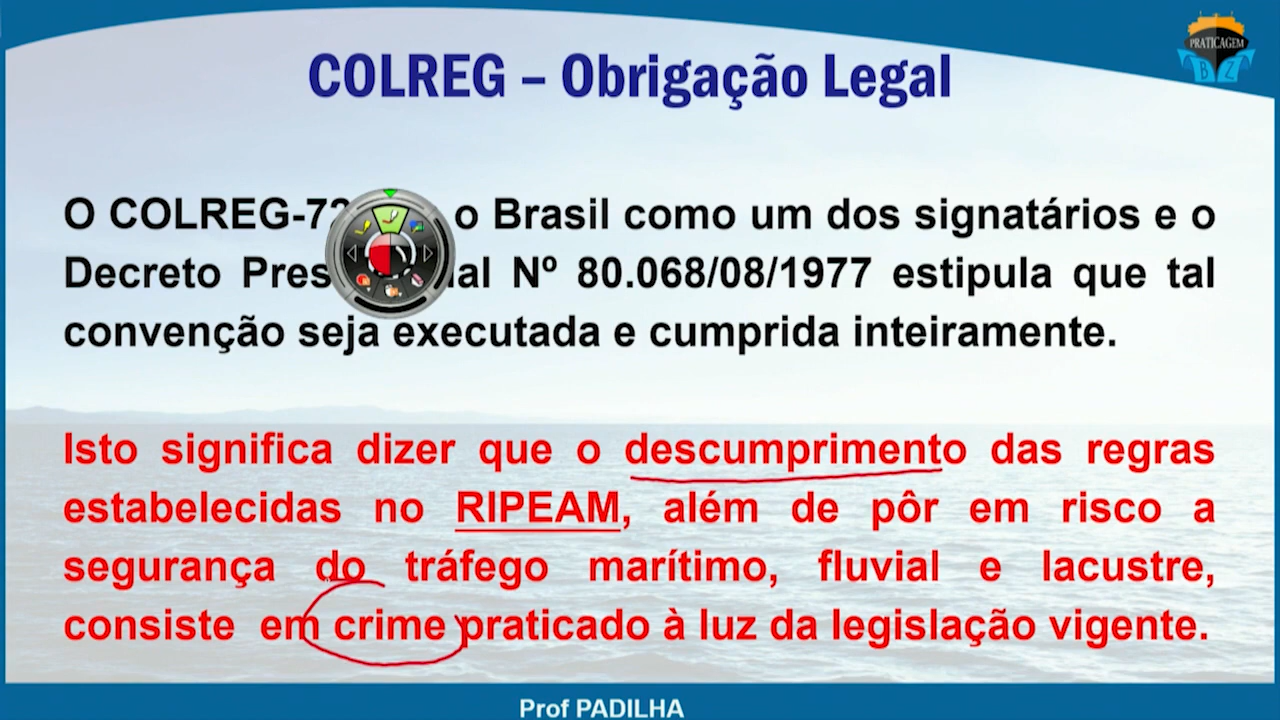 PRATICAGEM
BZ
COLREG – Obrigação Legal
O COLREG-72 o Brasil como um dos signatários e o
Decreto Nº 80.068/08/1977 estipula que tal
convenção seja executada e cumprida inteiramente.
Isto significa dizer que o descumprimento das regras
estabelecidas no RIPEAM, além de pôr em risco a
segurança do tráfego marítimo, fluvial e lacustre,
consiste em crime praticado à luz da legislação vigente.
Prof PADILHA